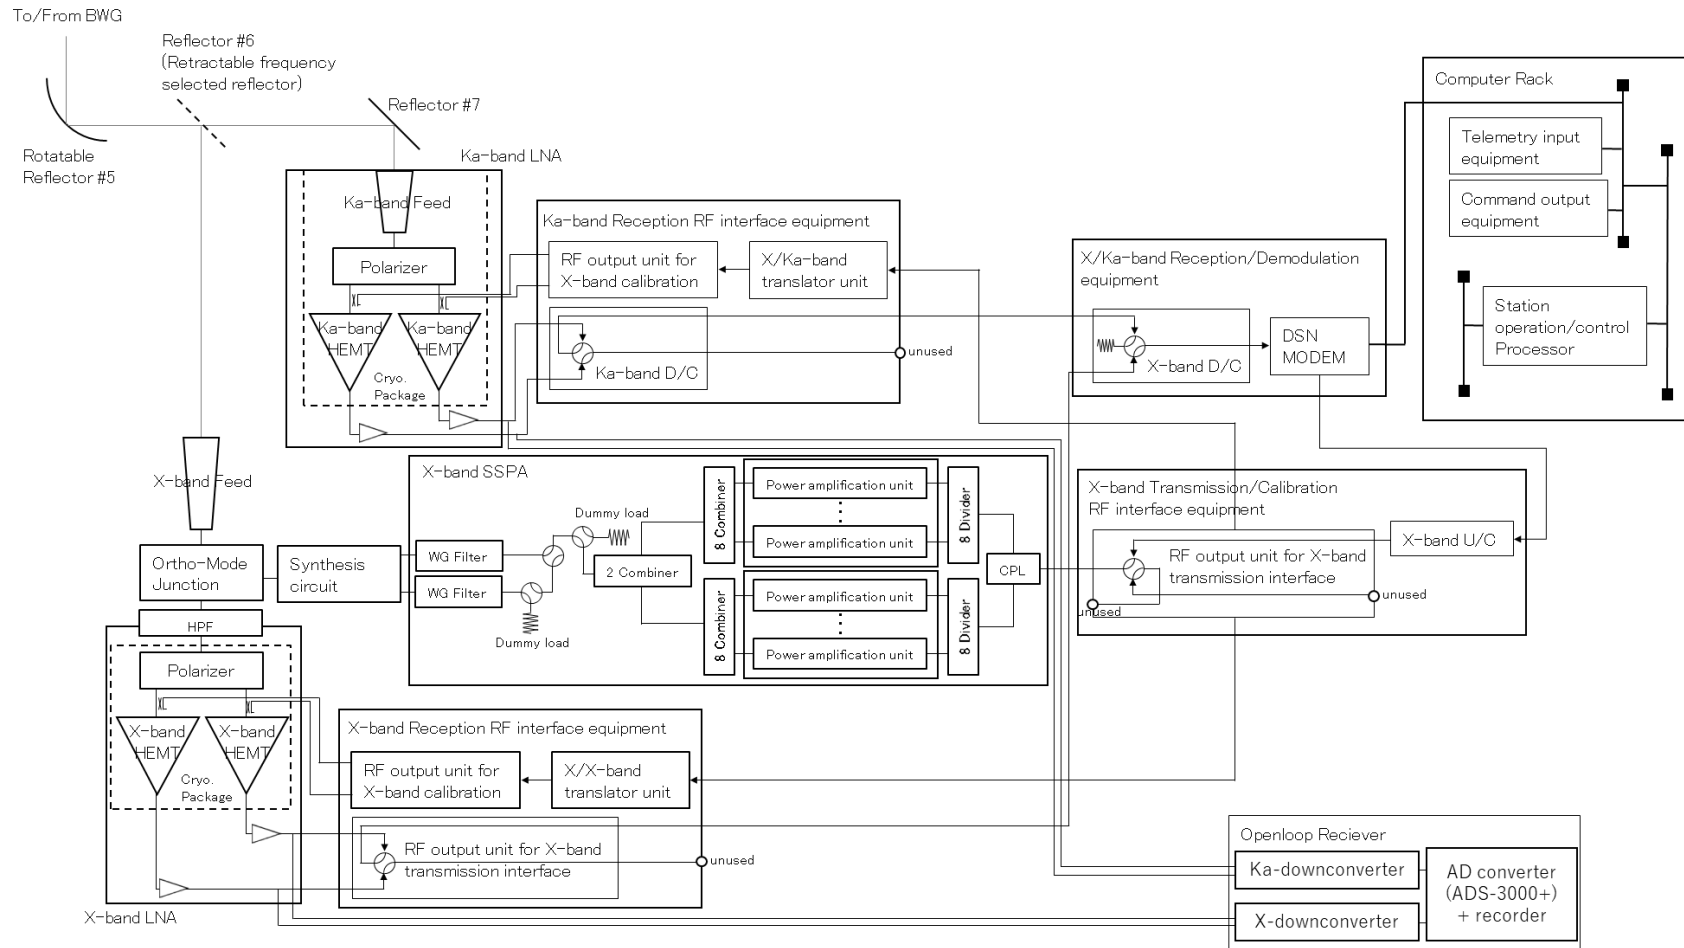 To/From BWG
Reflector #6
(Retractable frequency
selected reflector)
Reflector #7
Rotatable
Reflector #5
Ka-band LNA
Ka-band Feed
Polarizer
Ka-band
HEMT
Ka-band
HEMT
Cryo.
Package
Ka-band Reception RF interface equipment
RF output unit for
X-band calibration
X/Ka-band
translator unit
Ka-band D/C
unused
X/Ka-band Reception/Demodulation
equipment
X-band D/C
DSN
MODEM
Computer Rack
Telemetry input
equipment
Command output
equipment
Station
operation/control
Processor
X-band Feed
Ortho-Mode
Junction
Synthesis
circuit
HPF
X-band SSPA
WG Filter
WG Filter
Dummy load
Dummy load
2 Combiner
8 Combiner
8 Combiner
Power amplification unit
Power amplification unit
Power amplification unit
Power amplification unit
8 Divider
8 Divider
CPL
X-band Transmission/Calibration
RF interface equipment
X-band U/C
RF output unit for X-band
transmission interface
unused
unused
Polarizer
X-band
HEMT
X-band
HEMT
Cryo.
Package
X-band LNA
X-band Reception RF interface equipment
RF output unit for
X-band calibration
X/X-band
translator unit
RF output unit for X-band
transmission interface
unused
Openloop Reciever
Ka-downconverter
X-downconverter
AD converter
(ADS-3000+)
+ recorder